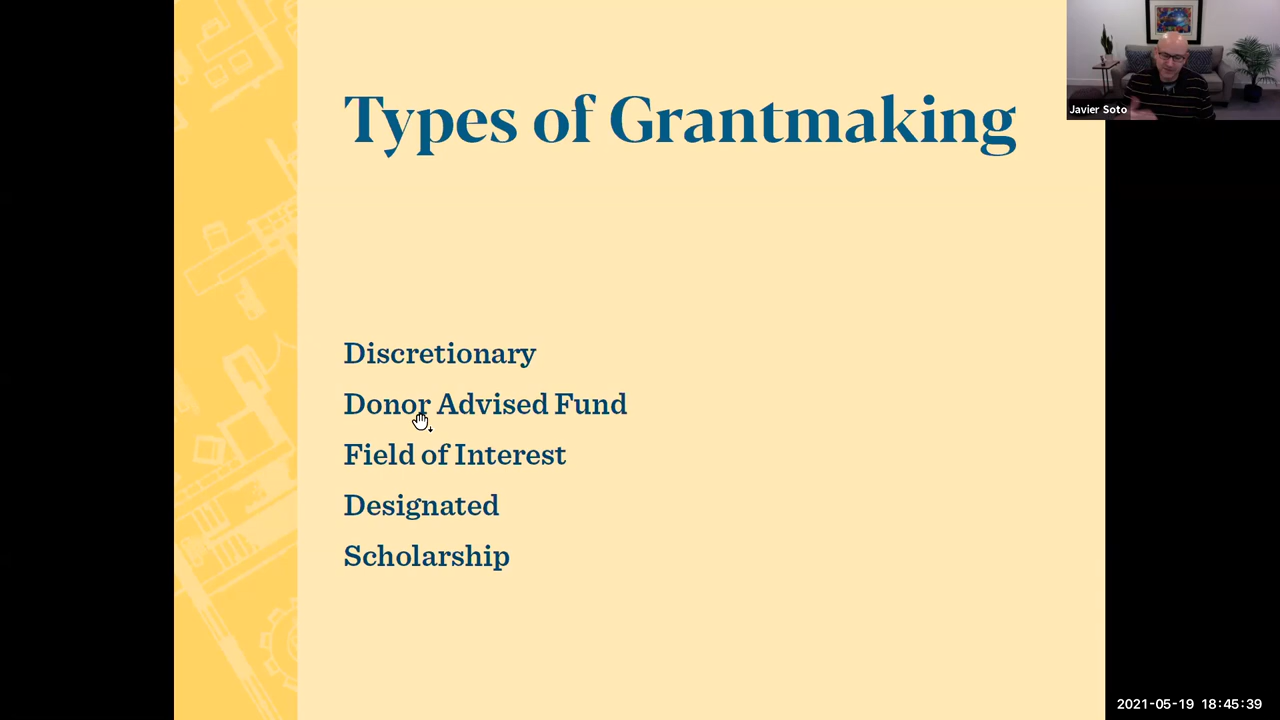 Types of Grantmaking
Javier Soto
Discretionary
Donor Advised Fund
Field of Interest
Designated
Scholarship
2021-05-19 18:45:39